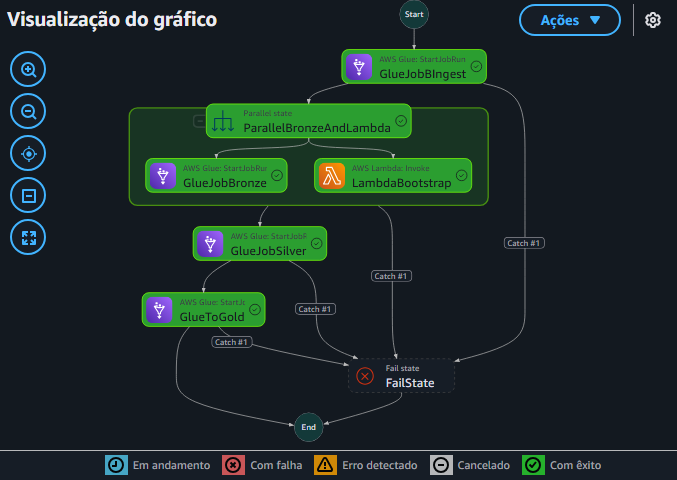 Visualização do gráfico
Ações
Start
AWS Glue: StartJobRun
GlueJobBIngest
Parallel state
ParallelBronzeAndLambda
AWS Glue: StartJobRun
GlueJobBronze
AWS Lambda: Invoke
LambdaBootstrap
AWS Glue: StartJobR
GlueJobSilver
Catch #1
Catch #1
AWS Glue: StartJo
GlueToGold
Catch #1
Catch #1
Fail state
FailState
End
Em andamento
Com falha
Erro detectado
Cancelado
Com êxito